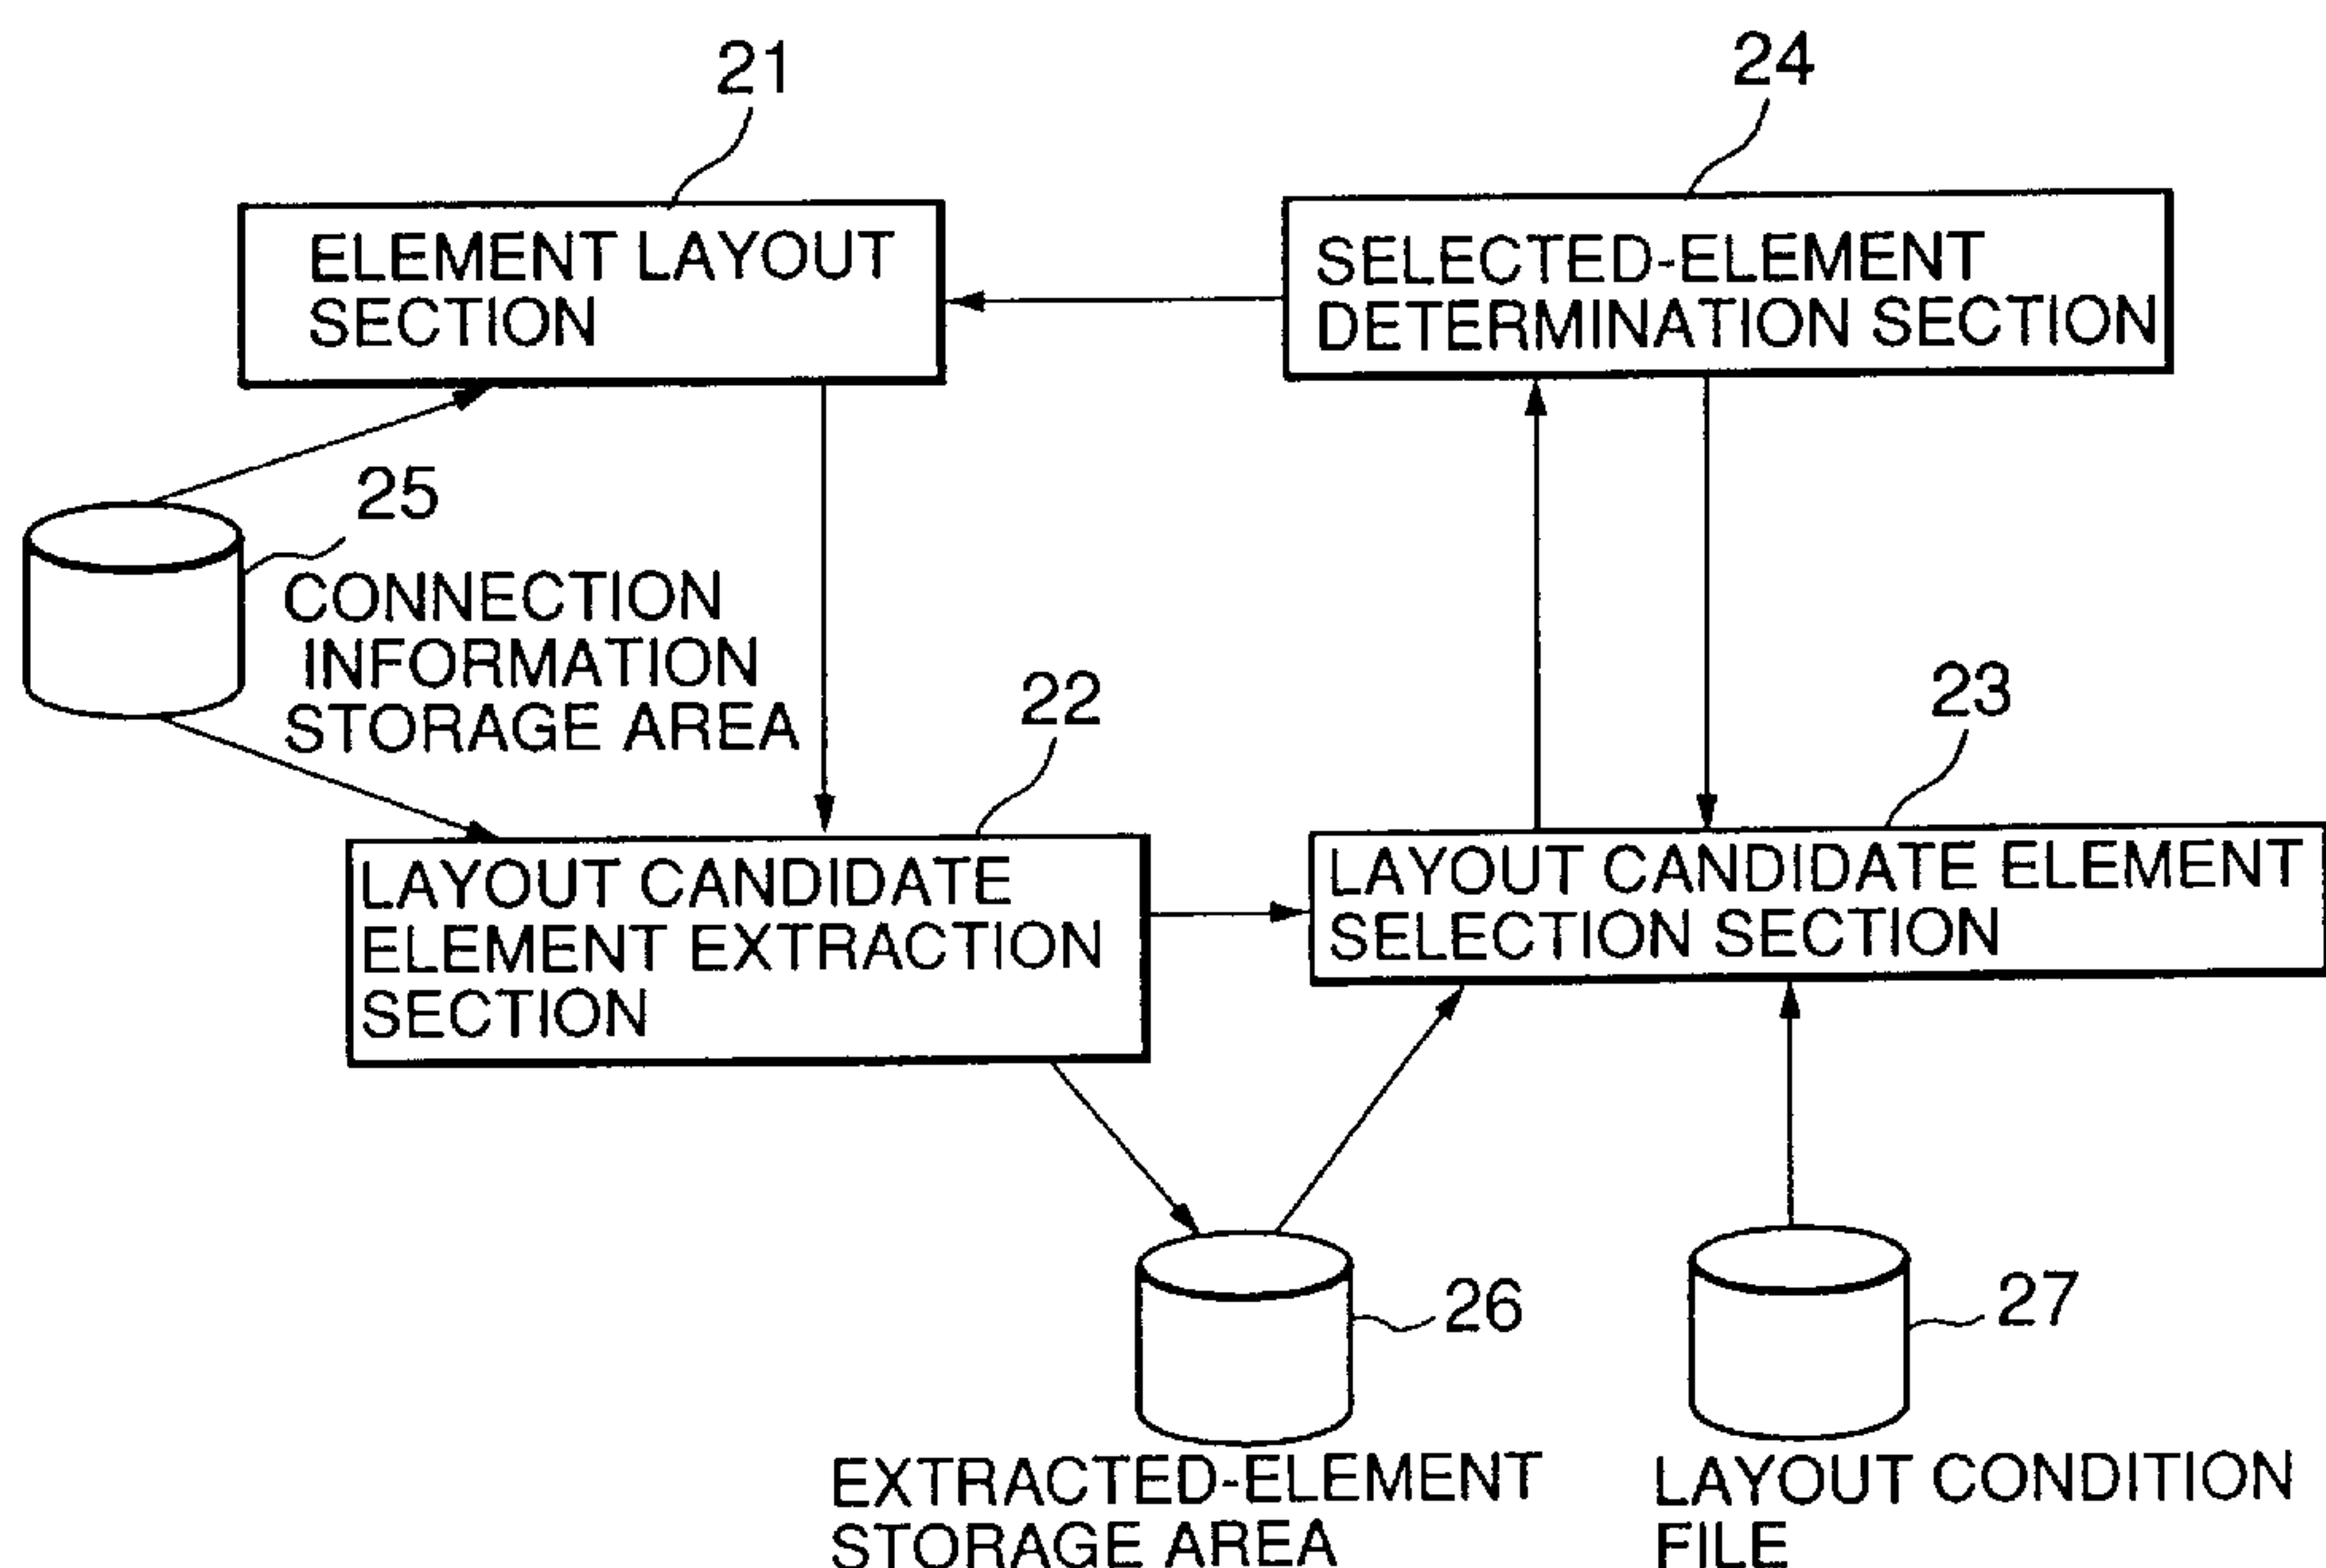 21
24
ELEMENT LAYOUT
SECTION
SELECTED-ELEMENT
DETERMINATION SECTION
25
CONNECTION
INFORMATION
STORAGE AREA
22
23
LAYOUT CANDIDATE
ELEMENT EXTRACTION
SECTION
LAYOUT CANDIDATE ELEMENT
SELECTION SECTION
26
27
EXTRACTED-ELEMENT
STORAGE AREA
LAYOUT CONDITION
FILE